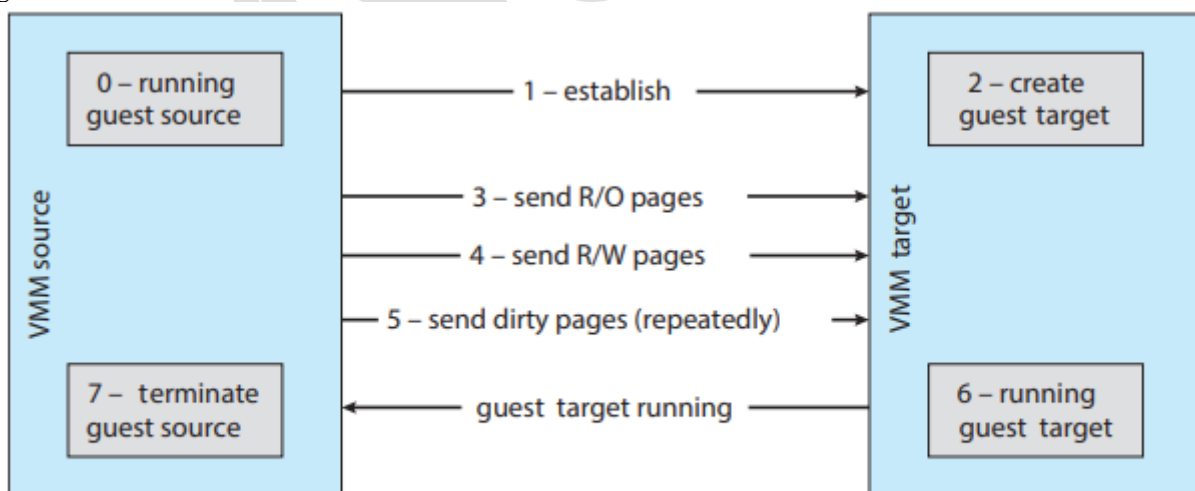 0 – running
guest source
1 – establish
2 – create
guest target
3 – send R/O pages
4 – send R/W pages
5 – send dirty pages (repeatedly)
VMM source
VMM target
7 – terminate
guest source
guest target running
6 – running
guest target